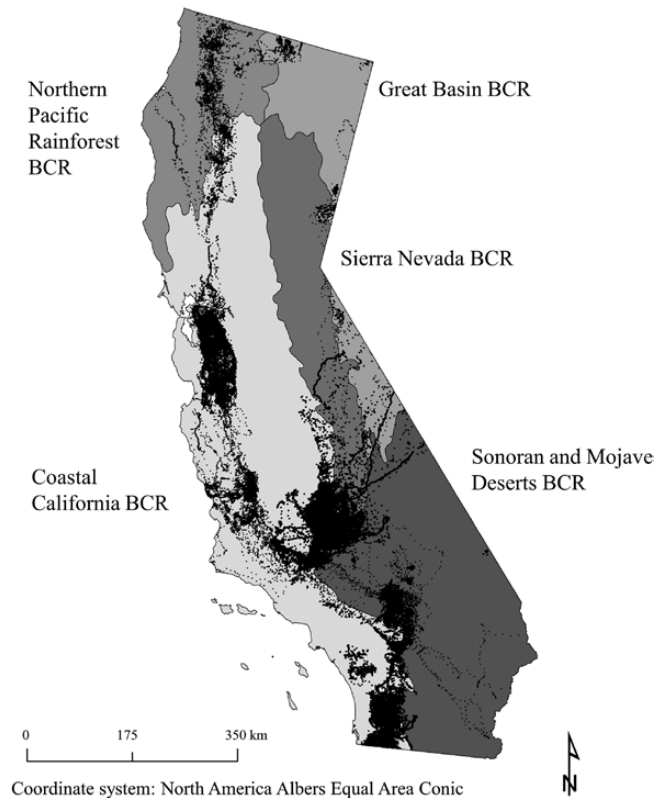 Northern
Pacific
Rainforest
BCR
Great Basin BCR
Sierra Nevada BCR
Coastal
California BCR
Sonoran and Mojave
Deserts BCR
0 175 350 km
N
Coordinate system: North America Albers Equal Area Conic